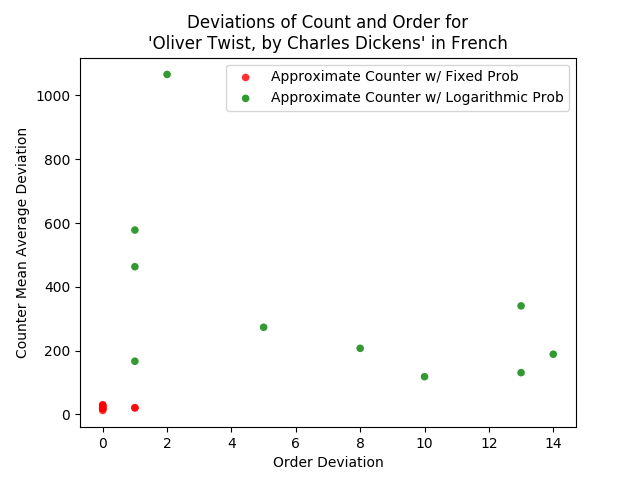 Deviations of Count and Order for
'Oliver Twist, by Charles Dickens' in French
Approximate Counter w/ Fixed Prob
Approximate Counter w/ Logarithmic Prob
Counter Mean Average Deviation
1000
800
600
400
200
0
0 2 4 6 8 10 12 14
Order Deviation